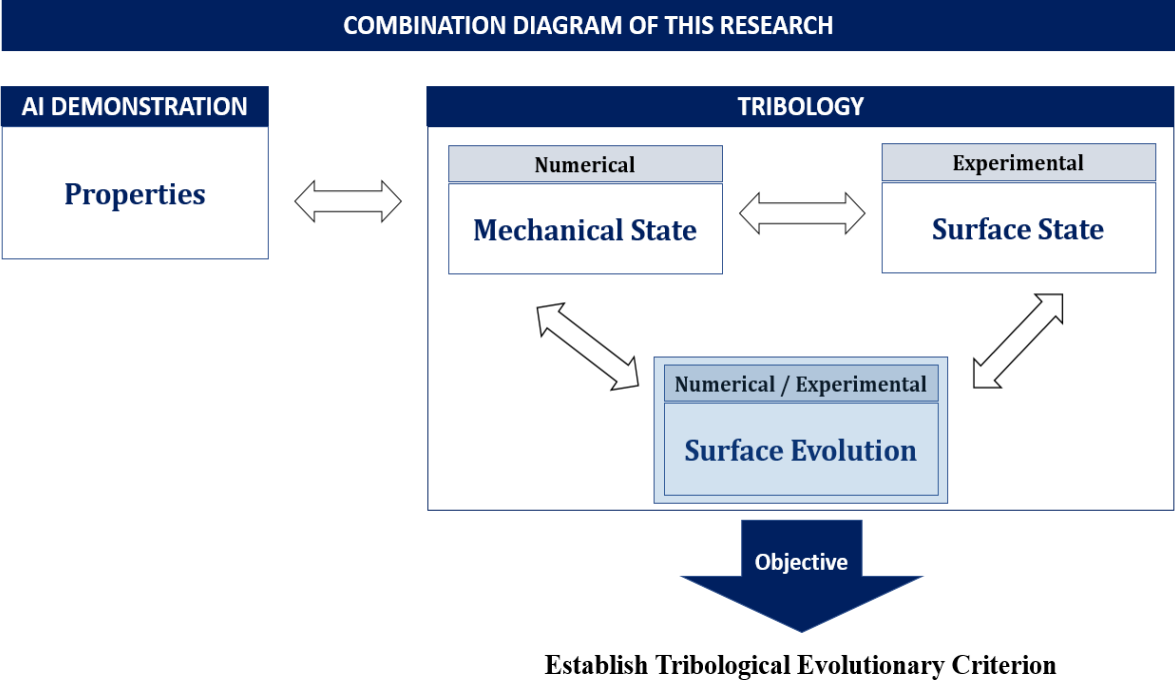 COMBINATION DIAGRAM OF THIS RESEARCH
AI DEMONSTRATION
Properties
TRIBOLOGY
Numerical
Mechanical State
Experimental
Surface State
Numerical / Experimental
Surface Evolution
Objective
Establish Tribological Evolutionary Criterion